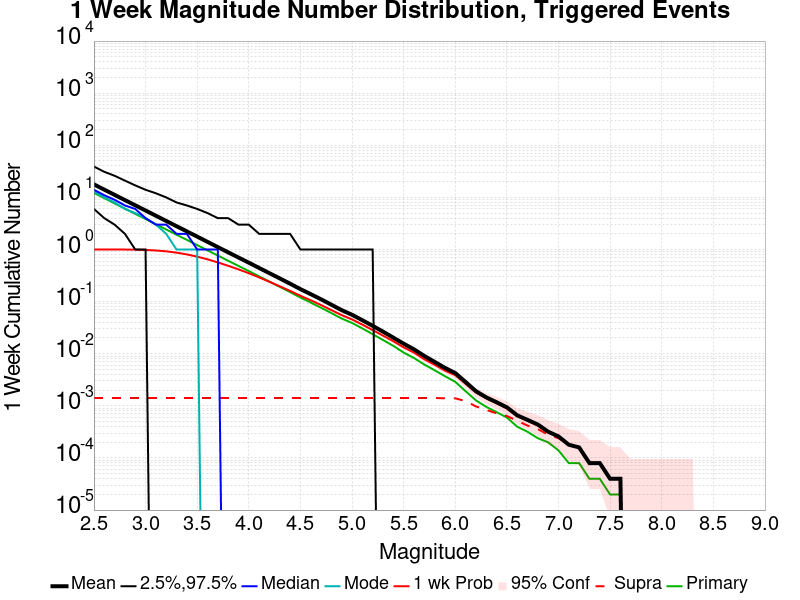 1 Week Magnitude Number Distribution, Triggered Events
1 Week Cumulative Number
10^4
10^3
10^2
10^1
10^0
10^-1
10^-2
10^-3
10^-4
10^-5
2.5 3.0 3.5 4.0 4.5 5.0 5.5 6.0 6.5 7.0 7.5 8.0 8.5 9.0
Magnitude
Mean 2.5%,97.5% Median Mode 1 wk Prob 95% Conf Supra Primary